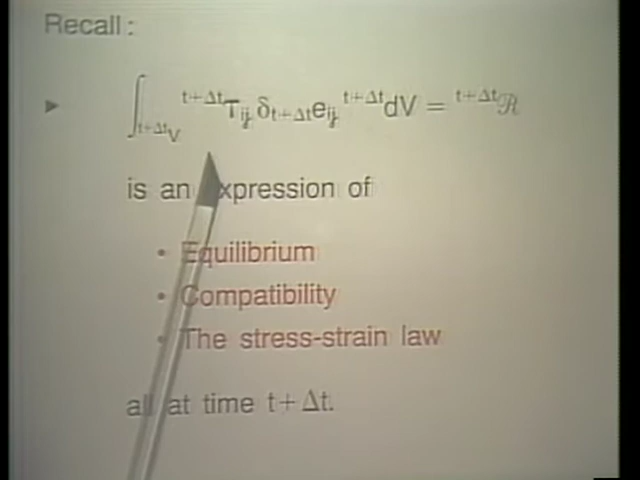 Recall:
► ∫_{t+Δt_V} ^{t+Δt}τ_{ij} δ_{t+Δt}e_{ij} ^{t+Δt}dV = ^{t+Δt}ℛ
is an expression of
• Equilibrium
• Compatibility
• The stress-strain law
all at time t+Δt.